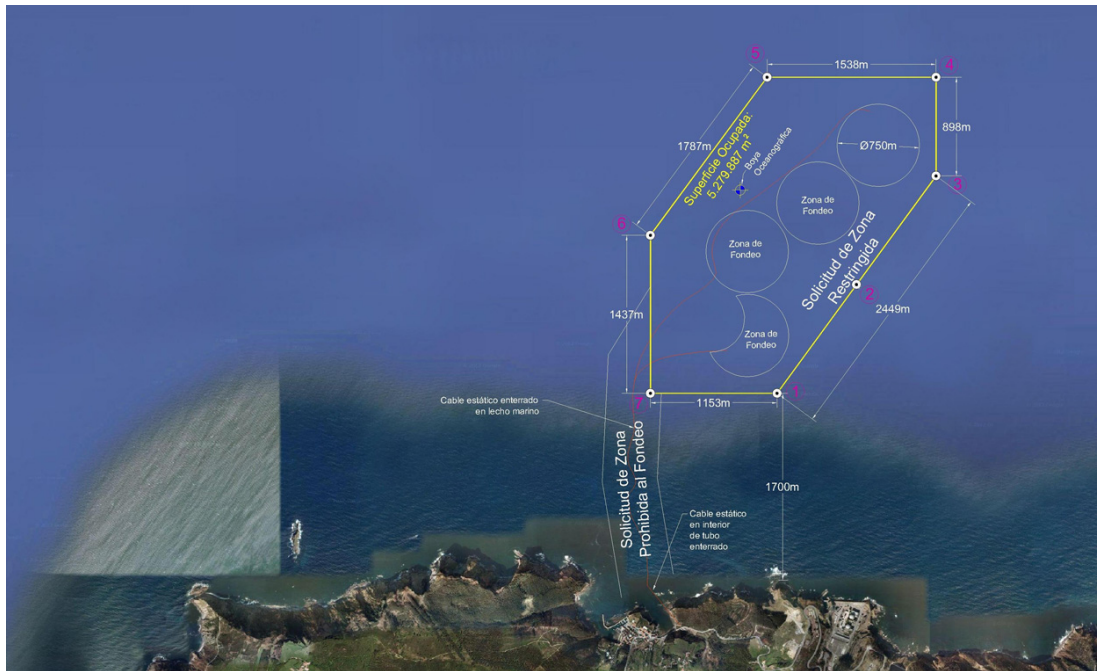 5
1538m
4
1787m
Superficie Ocupada:
5.279.887 m²
Boya
Oceanográfica
Ø750m
898m
3
Zona de
Fondeo
6
Zona de
Fondeo
Solicitud de Zona
Restringida
2
2449m
1437m
Zona de
Fondeo
7
1153m
1
Cable estático enterrado
en lecho marino
Solicitud de Zona
Prohibida al Fondeo
1700m
Cable estático
en interior
de tubo
enterrado